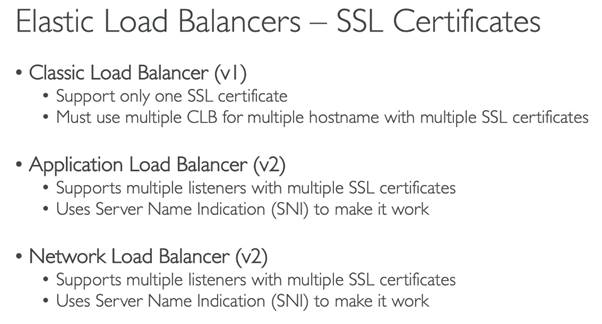 Elastic Load Balancers – SSL Certificates
• Classic Load Balancer (v1)
• Support only one SSL certificate
• Must use multiple CLB for multiple hostname with multiple SSL certificates
• Application Load Balancer (v2)
• Supports multiple listeners with multiple SSL certificates
• Uses Server Name Indication (SNI) to make it work
• Network Load Balancer (v2)
• Supports multiple listeners with multiple SSL certificates
• Uses Server Name Indication (SNI) to make it work